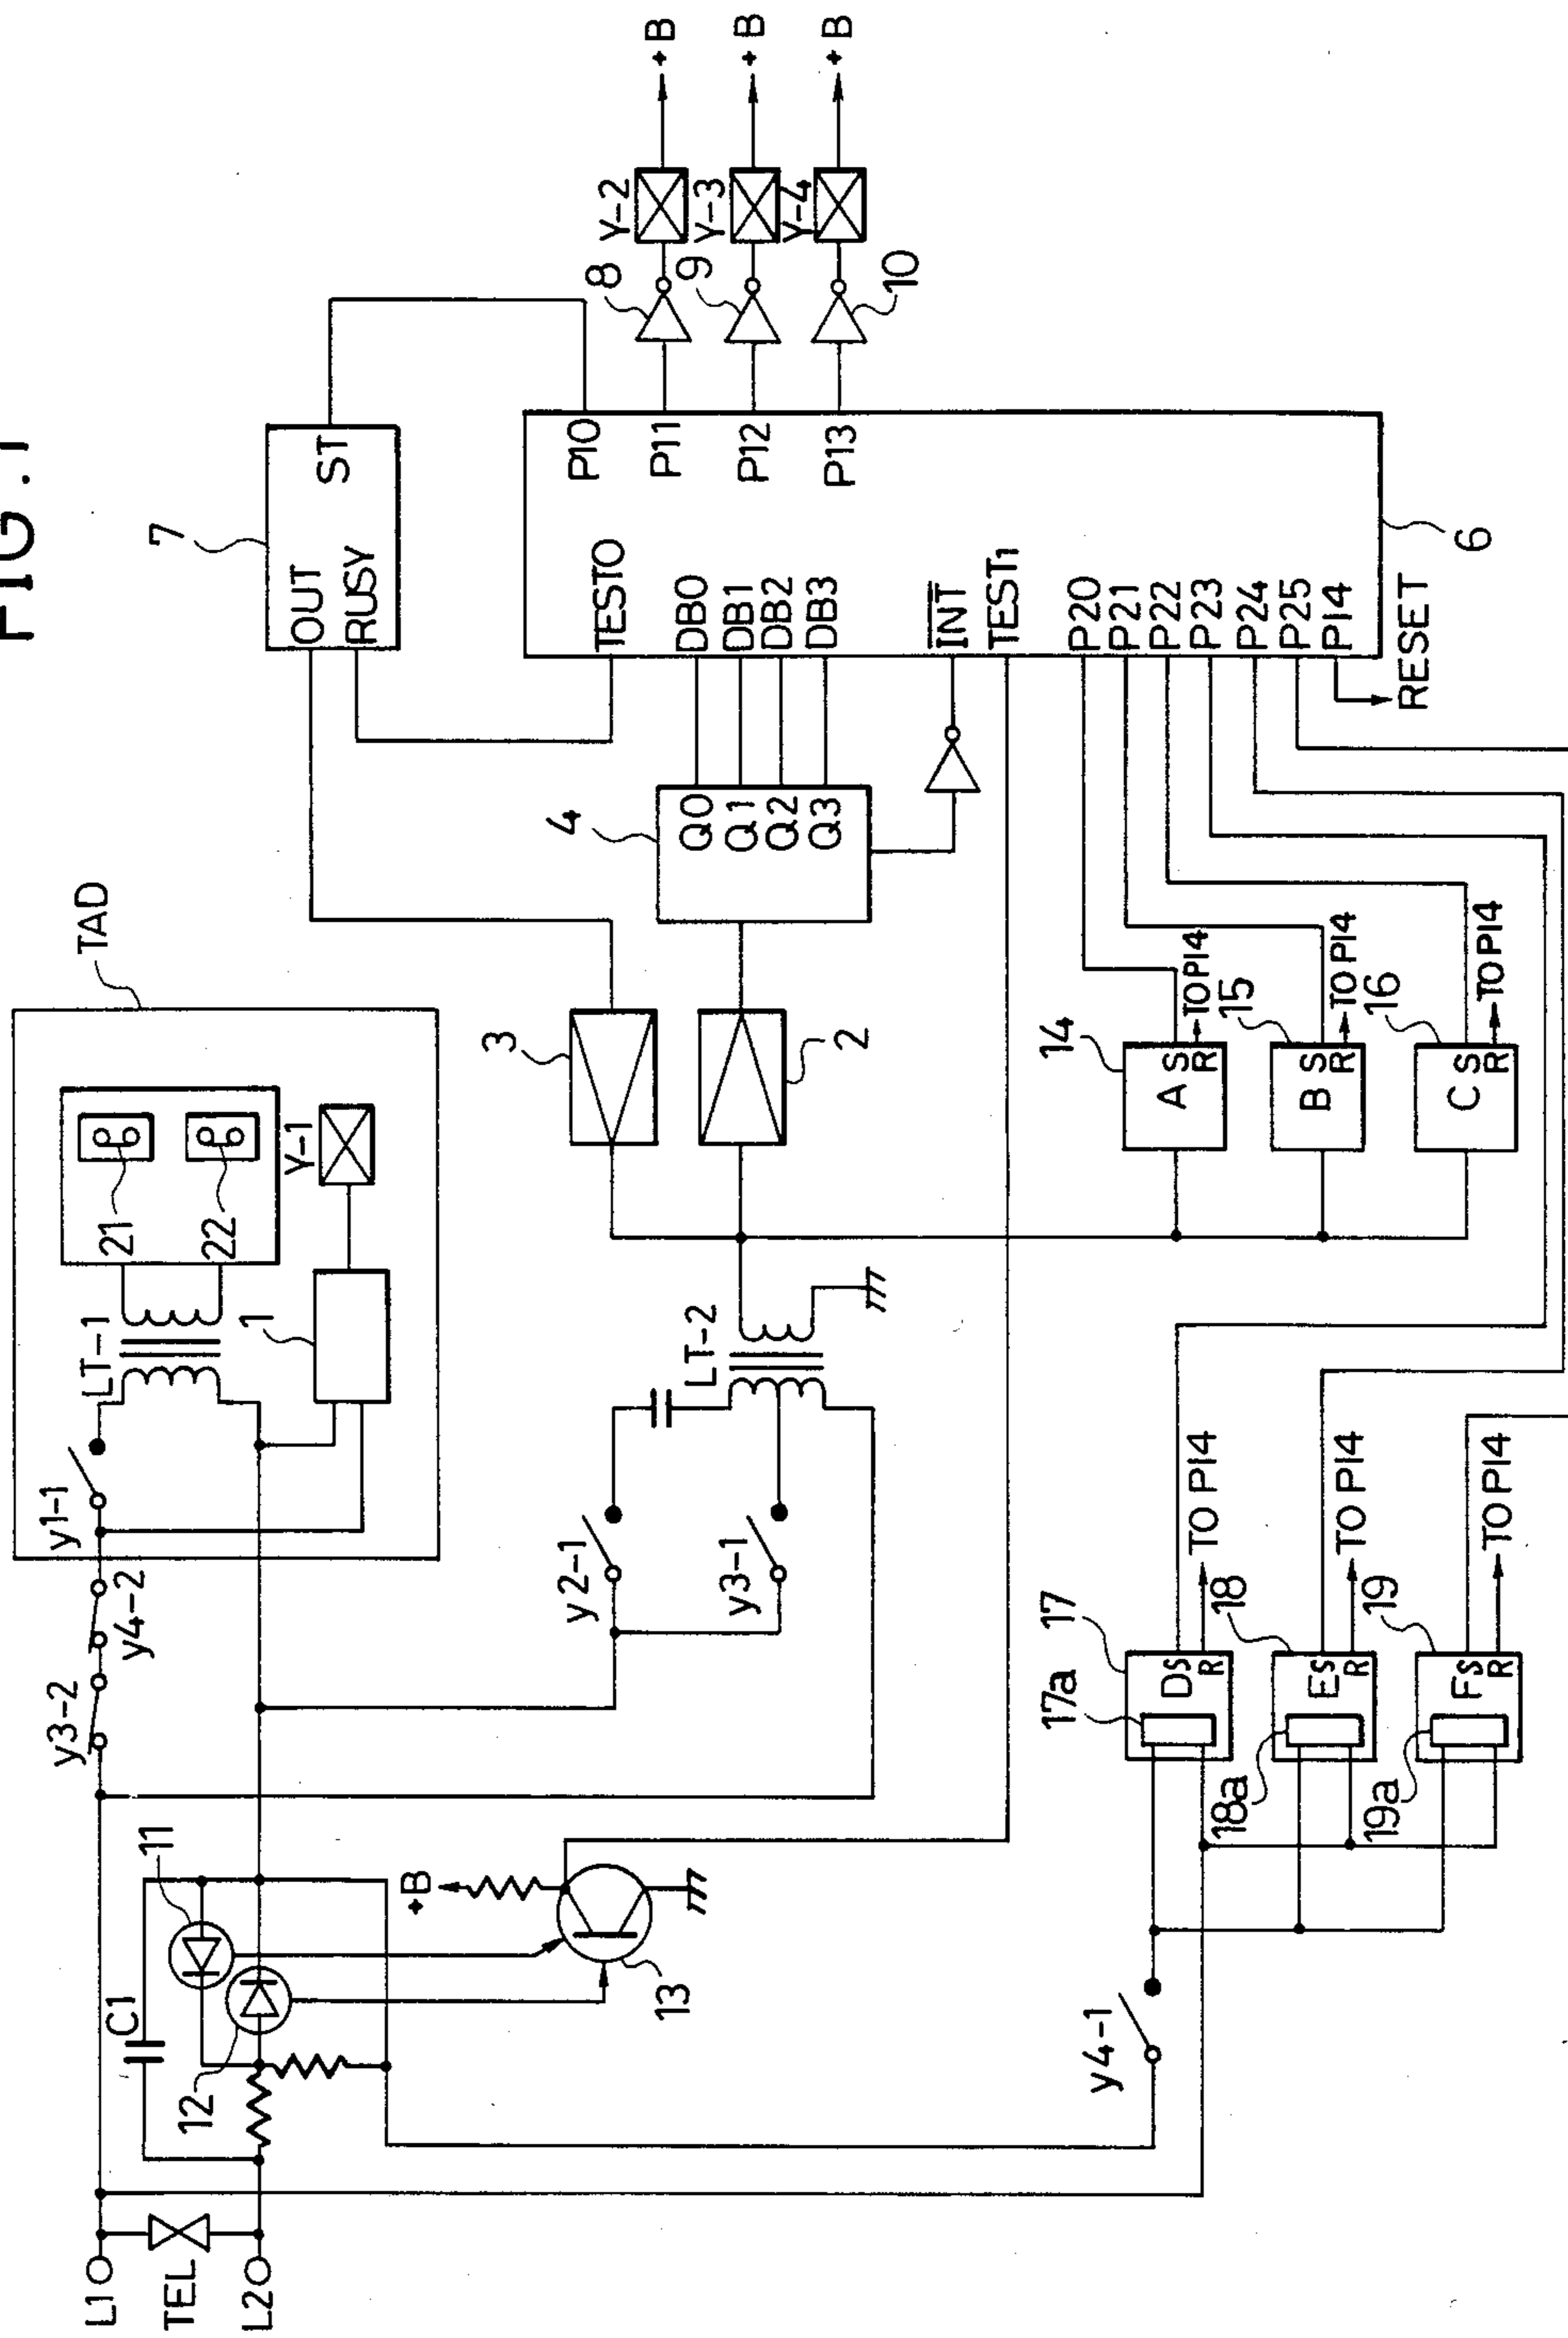 FIG.1
TAD
LT-1
21
22
Y-1
1
y1-1
y4-2
y3-2
11
C1
12
L1
TEL
L2
+B
13
y2-1
y3-1
LT-2
3
2
4
Q0
Q1
Q2
Q3
7
OUT
RUSY
ST
TEST0
DB0
DB1
DB2
DB3
INT
TEST1
P20
P21
P22
P23
P24
P25
P14
RESET
P10
P11
P12
P13
6
8
9
10
Y-2
Y-3
Y-4
+B
+B
+B
14
A S
R
TO P14
15
B S
R
TO P14
16
C S
R
TO P14
y4-1
17
17a
D S
R
TO P14
18
18a
E S
R
TO P14
19
19a
F S
R
TO P14